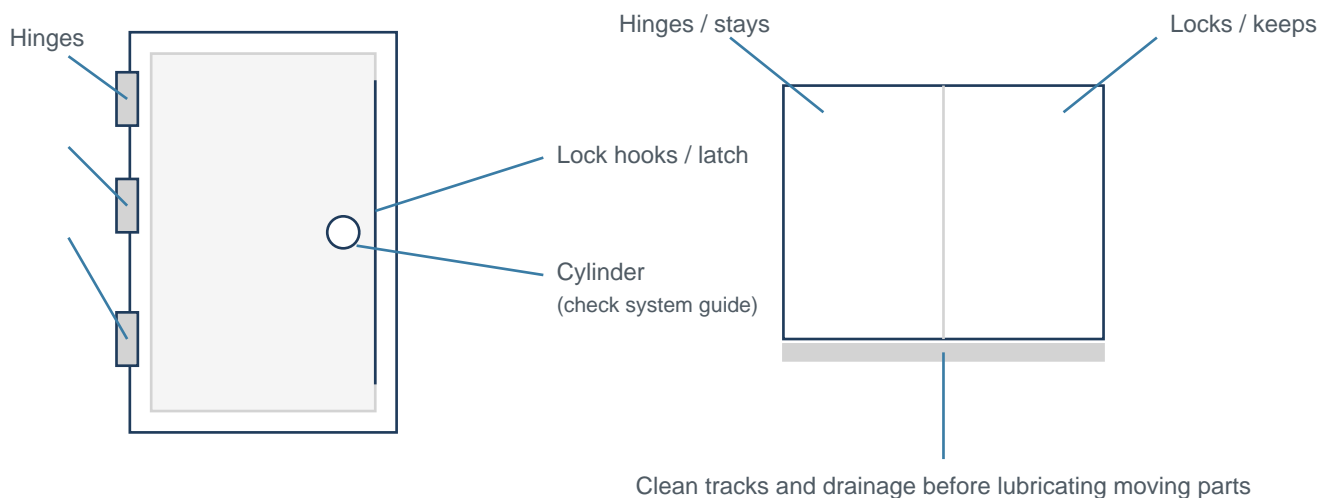 Hinges
Lock hooks / latch
Cylinder
(check system guide)
Hinges / stays
Locks / keeps
Clean tracks and drainage before lubricating moving parts